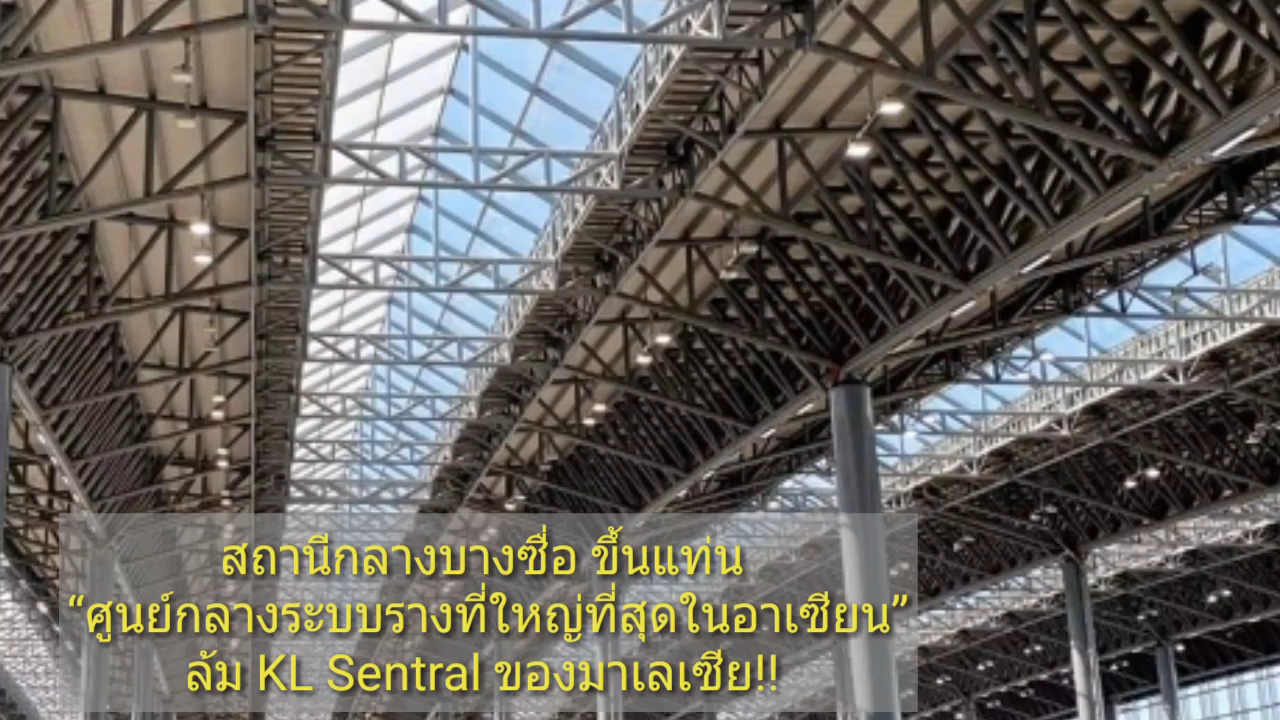 สถานีกลางบางซื่อ ขึ้นแท่น
“ศูนย์กลางระบบรางที่ใหญ่ที่สุดในอาเซียน”
ล้ม KL Sentral ของมาเลเซีย!!